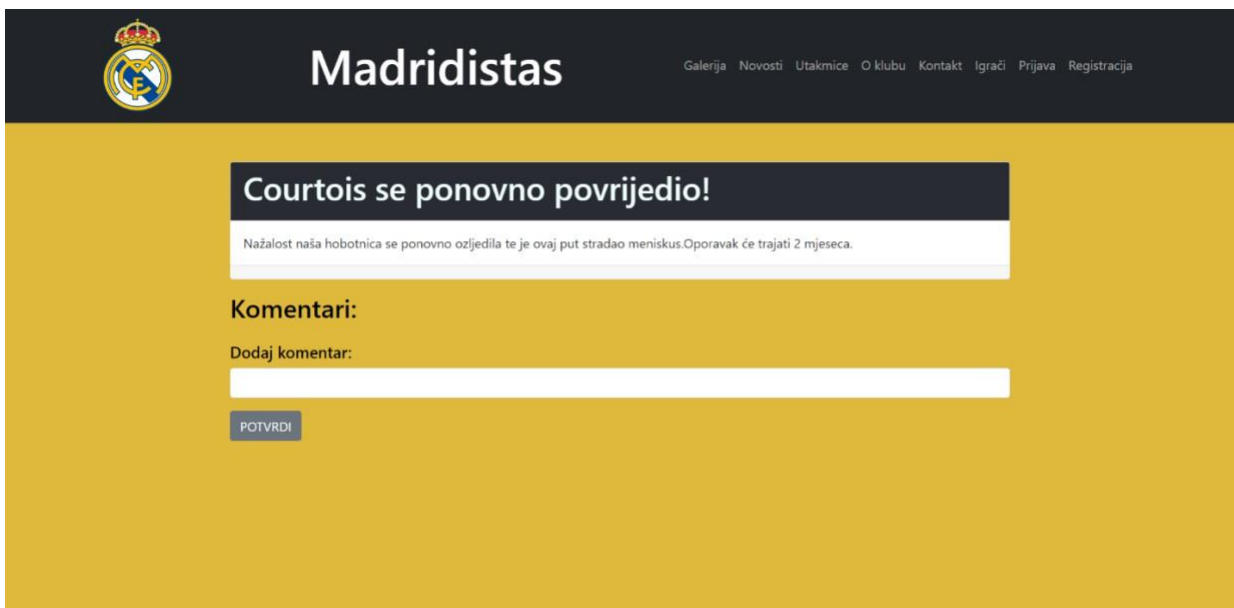 Madridistas
Galerija Novosti Utakmice O klubu Kontakt Igrači Prijava Registracija
Courtois se ponovno povrijedio!
Nažalost naša hobotnica se ponovno ozljedila te je ovaj put stradao meniskus.Oporavak će trajati 2 mjeseca.
Komentari:
Dodaj komentar:
POTVRDI